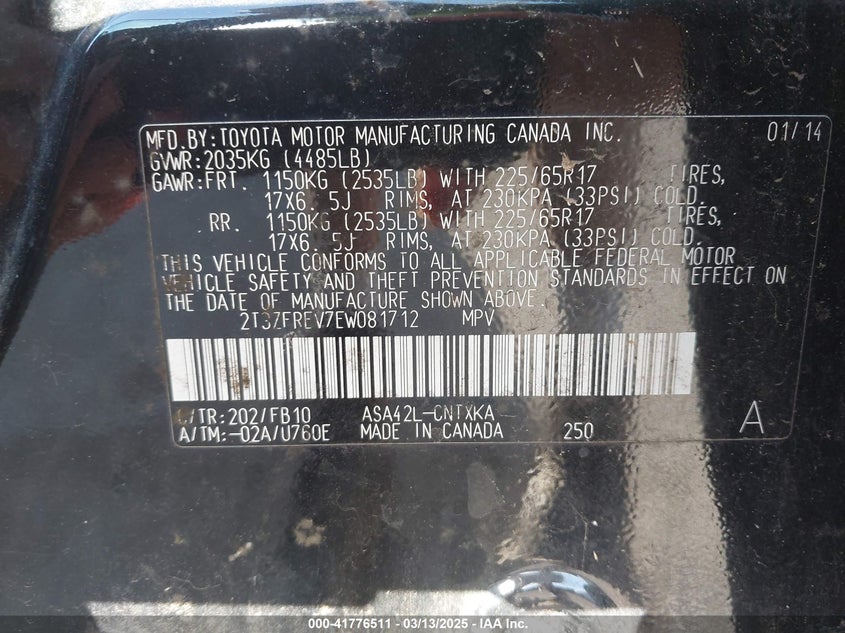 MFD.BY:TOYOTA MOTOR MANUFACTURING CANADA INC. 01/14
GVWR:2035KG (4485LB)
GAWR:FRT. 1150KG (2535LB) WITH 225/65R17 TIRES,
17X6.5J RIMS, AT 230KPA (33PSI) COLD.
RR. 1150KG (2535LB) WITH 225/65R17 TIRES,
17X6.5J RIMS, AT 230KPA (33PSI) COLD.
THIS VEHICLE CONFORMS TO ALL APPLICABLE FEDERAL MOTOR
VEHICLE SAFETY AND THEFT PREVENTION STANDARDS IN EFFECT ON
THE DATE OF MANUFACTURE SHOWN ABOVE.
2T3ZFREV7EW081712 MPV
C/TR:202/FB10 ASA42L-CNTXKA
A/TM:-02A/U760E MADE IN CANADA 250 A
000-41776511 - 03/13/2025 - IAA Inc.